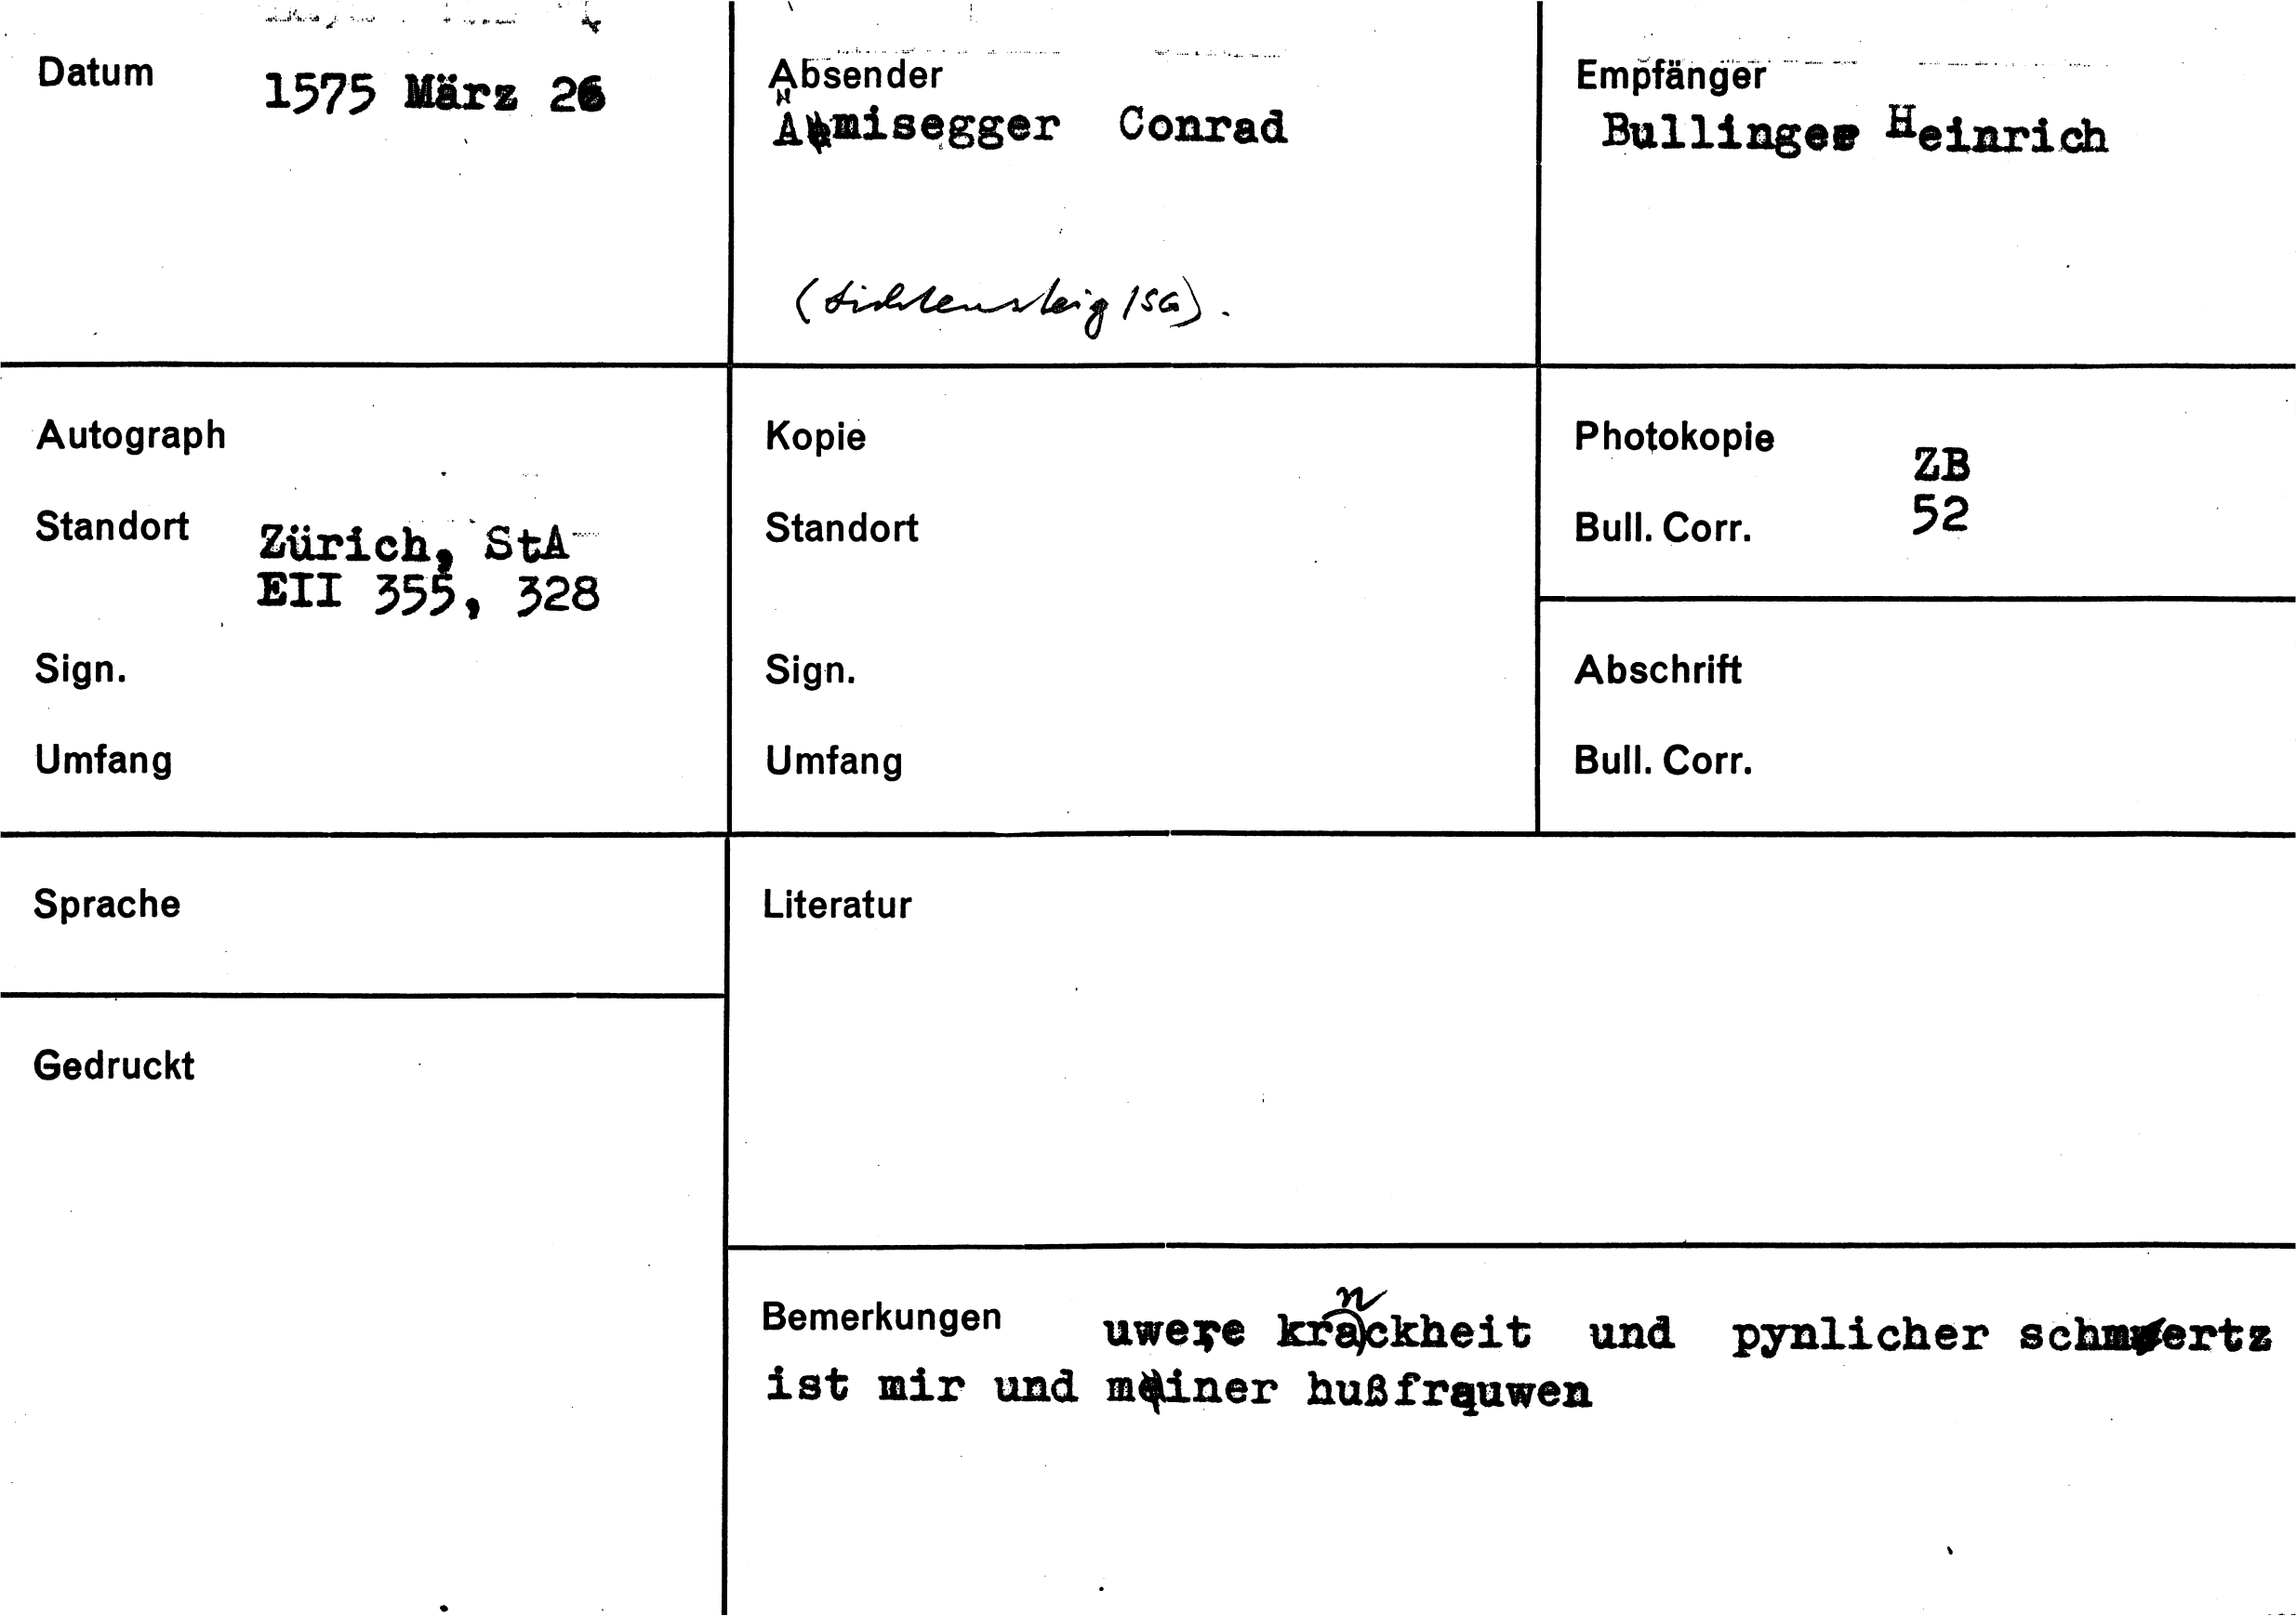 Datum
1575 März 26
Absender
Ammisegger Conrad
(Lichtensteig/SG).
Empfänger
Bullinger Heinrich
Autograph
Standort Zürich, StA
EII 355, 328
Sign.
Umfang
Kopie
Standort
Sign.
Umfang
Photokopie ZB
Bull. Corr. 52
Abschrift
Bull. Corr.
Sprache
Literatur
Gedruckt
Bemerkungen uwere kranckheit und pynlicher schmertz
ist mir und miner hußfrauwen